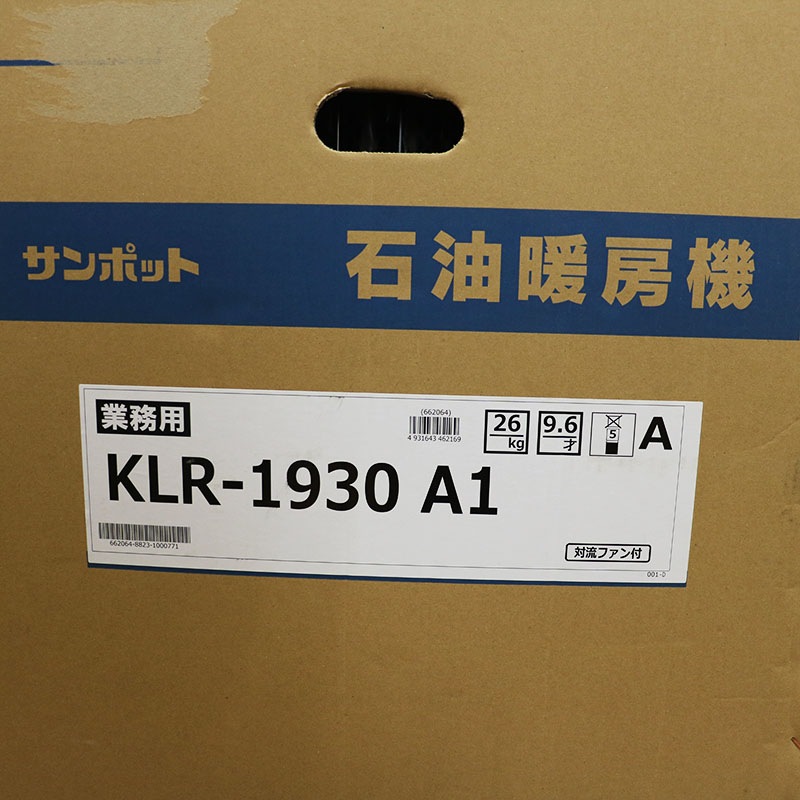 サンポット 石油暖房機
業務用
(662064)
4 931643 462169
26 kg
9.6 才
5
A
KLR-1930 A1
662064-8823-1000771
対流ファン付
001-D